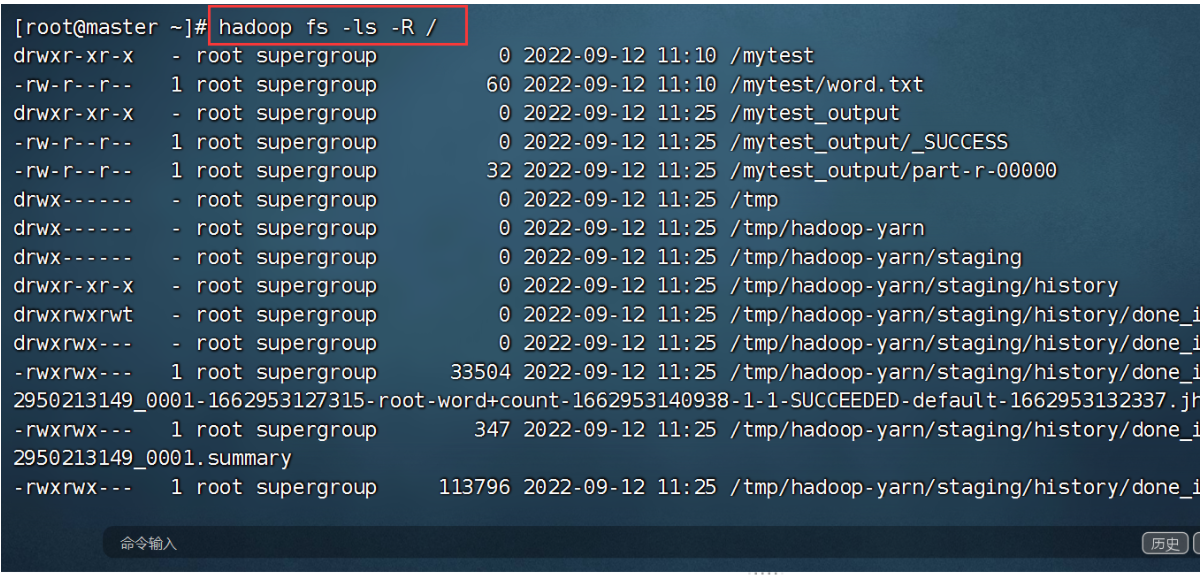 [root@master ~]# hadoop fs -ls -R /
drwxr-xr-x   - root supergroup          0 2022-09-12 11:10 /mytest
-rw-r--r--   1 root supergroup         60 2022-09-12 11:10 /mytest/word.txt
drwxr-xr-x   - root supergroup          0 2022-09-12 11:25 /mytest_output
-rw-r--r--   1 root supergroup          0 2022-09-12 11:25 /mytest_output/_SUCCESS
-rw-r--r--   1 root supergroup         32 2022-09-12 11:25 /mytest_output/part-r-00000
drwx------   - root supergroup          0 2022-09-12 11:25 /tmp
drwx------   - root supergroup          0 2022-09-12 11:25 /tmp/hadoop-yarn
drwx------   - root supergroup          0 2022-09-12 11:25 /tmp/hadoop-yarn/staging
drwxr-xr-x   - root supergroup          0 2022-09-12 11:25 /tmp/hadoop-yarn/staging/history
drwxrwxrwt   - root supergroup          0 2022-09-12 11:25 /tmp/hadoop-yarn/staging/history/done_i
drwxrwx---   - root supergroup          0 2022-09-12 11:25 /tmp/hadoop-yarn/staging/history/done_i
-rwxrwx---   1 root supergroup      33504 2022-09-12 11:25 /tmp/hadoop-yarn/staging/history/done_i
2950213149_0001-1662953127315-root-word+count-1662953140938-1-1-SUCCEEDED-default-1662953132337.jh
-rwxrwx---   1 root supergroup        347 2022-09-12 11:25 /tmp/hadoop-yarn/staging/history/done_i
2950213149_0001.summary
-rwxrwx---   1 root supergroup     113796 2022-09-12 11:25 /tmp/hadoop-yarn/staging/history/done_i
命令输入 历史